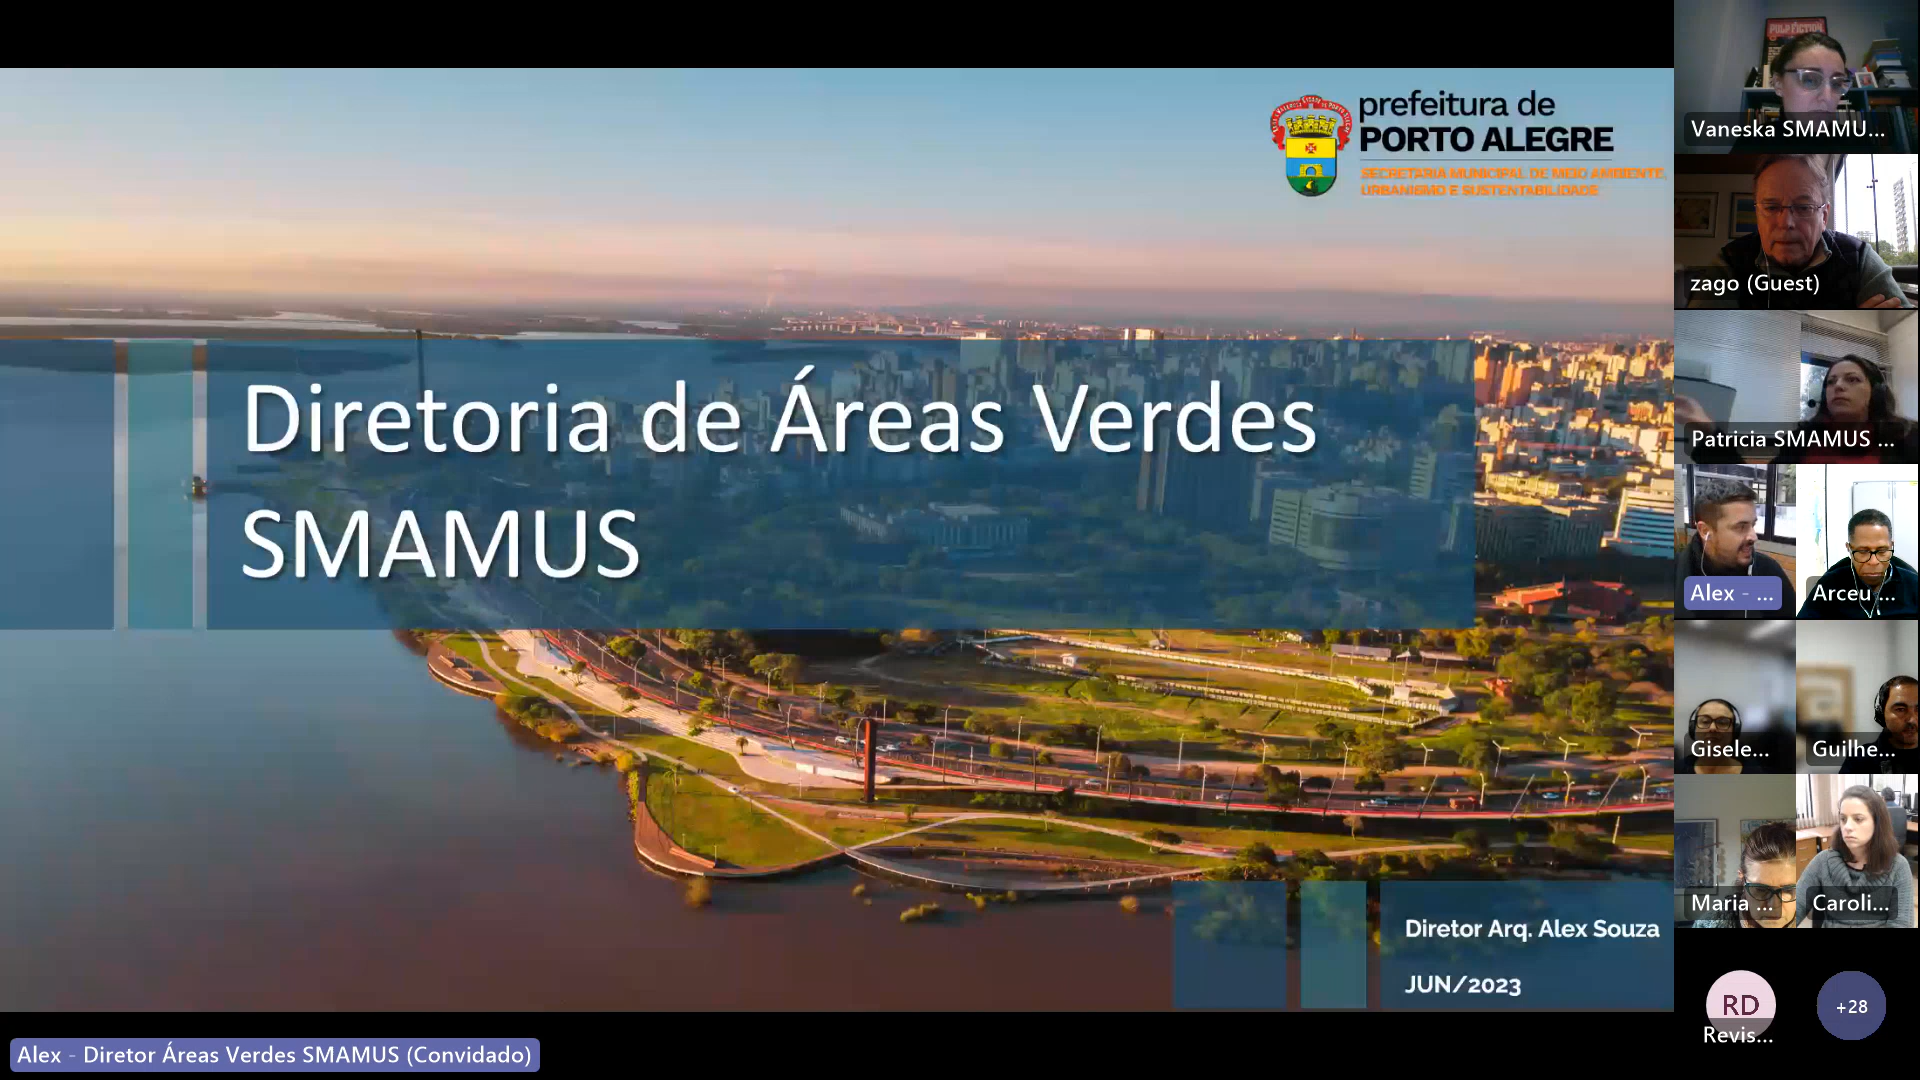 prefeitura de
PORTO ALEGRE
SECRETARIA MUNICIPAL DE MEIO AMBIENTE,
URBANISMO E SUSTENTABILIDADE
Diretoria de Áreas Verdes
SMAMUS
Diretor Arq. Alex Souza
JUN/2023
Alex - Diretor Áreas Verdes SMAMUS (Convidado)
PULP FICTION
Vaneska SMAMU...
zago (Guest)
Patricia SMAMUS ...
Alex - ...
Arceu ...
Gisele...
Guilhe...
Maria ...
Caroli...
RD
Revis...
+28